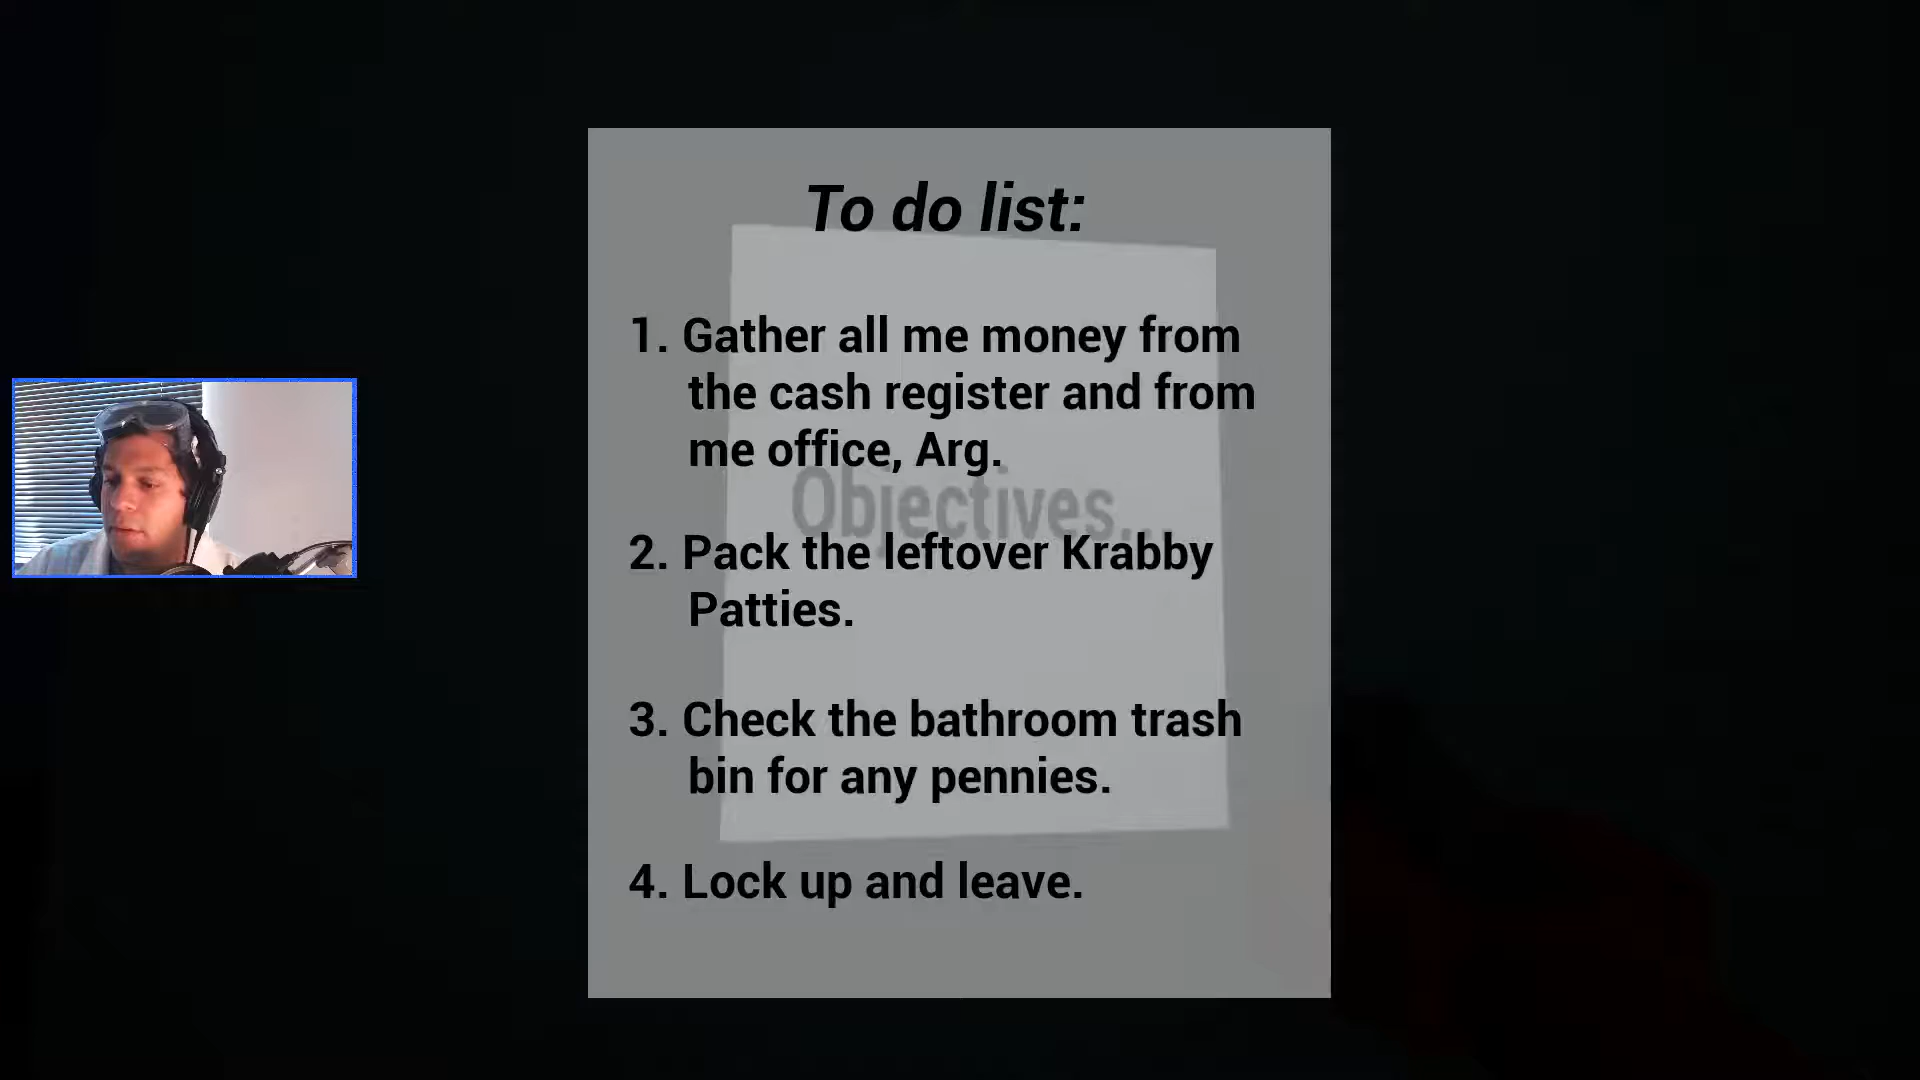 To do list:
1. Gather all me money from
the cash register and from
me office, Arg.
Objectives...
2. Pack the leftover Krabby
Patties.
3. Check the bathroom trash
bin for any pennies.
4. Lock up and leave.